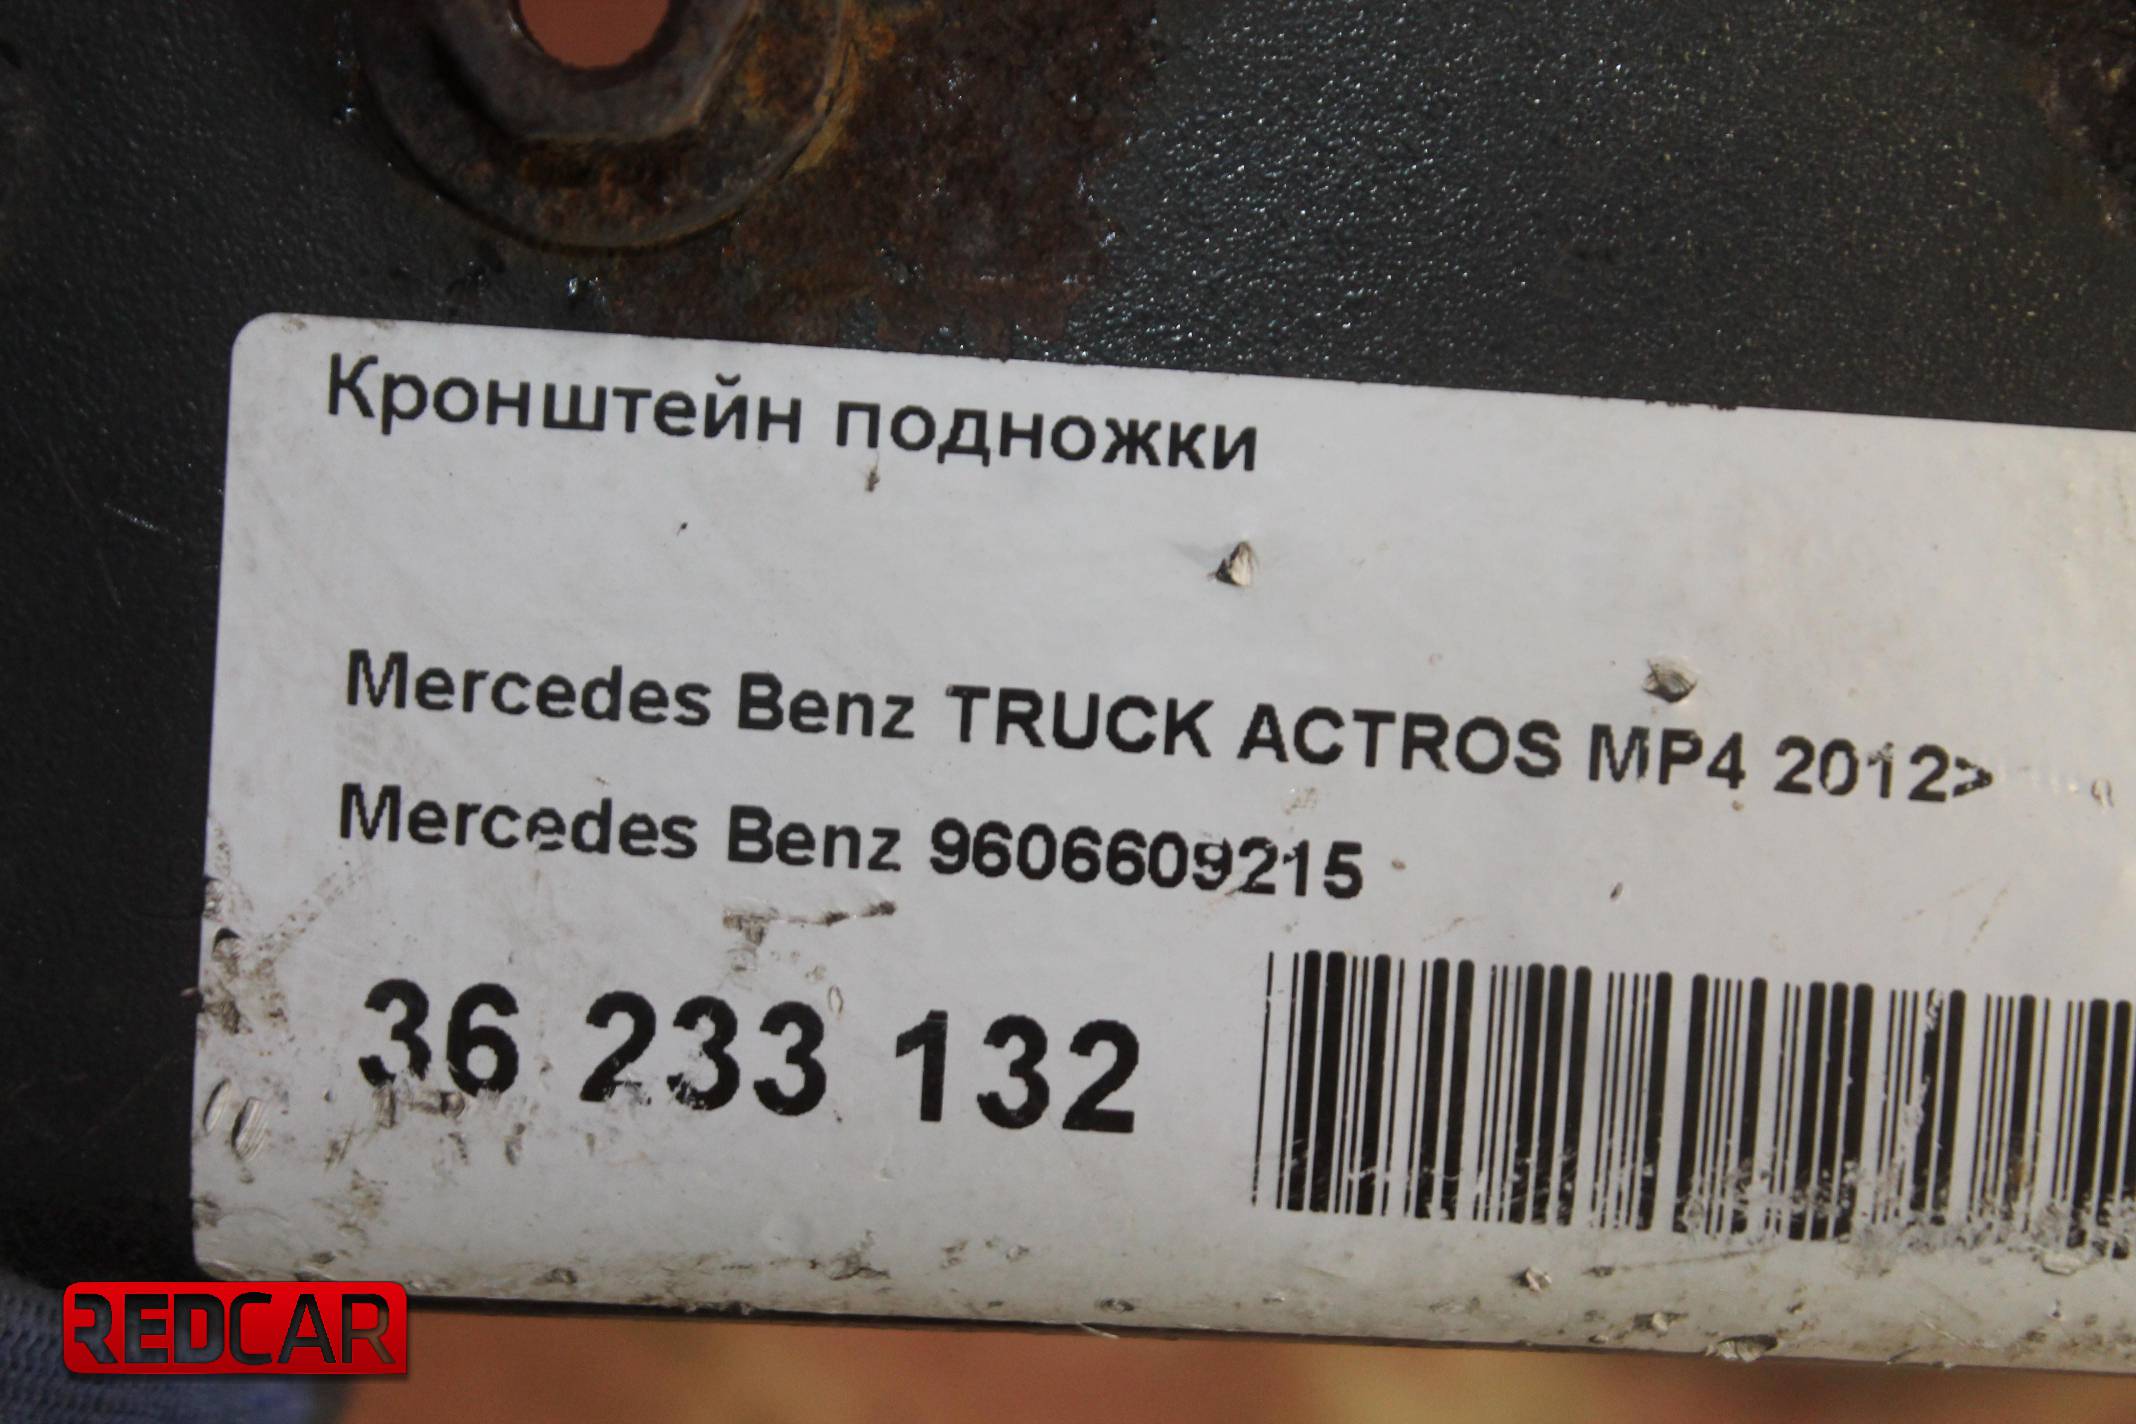 Кронштейн подножки
Mercedes Benz TRUCK ACTROS MP4 2012>
Mercedes Benz 9606609215
36 233 132
REDCAR